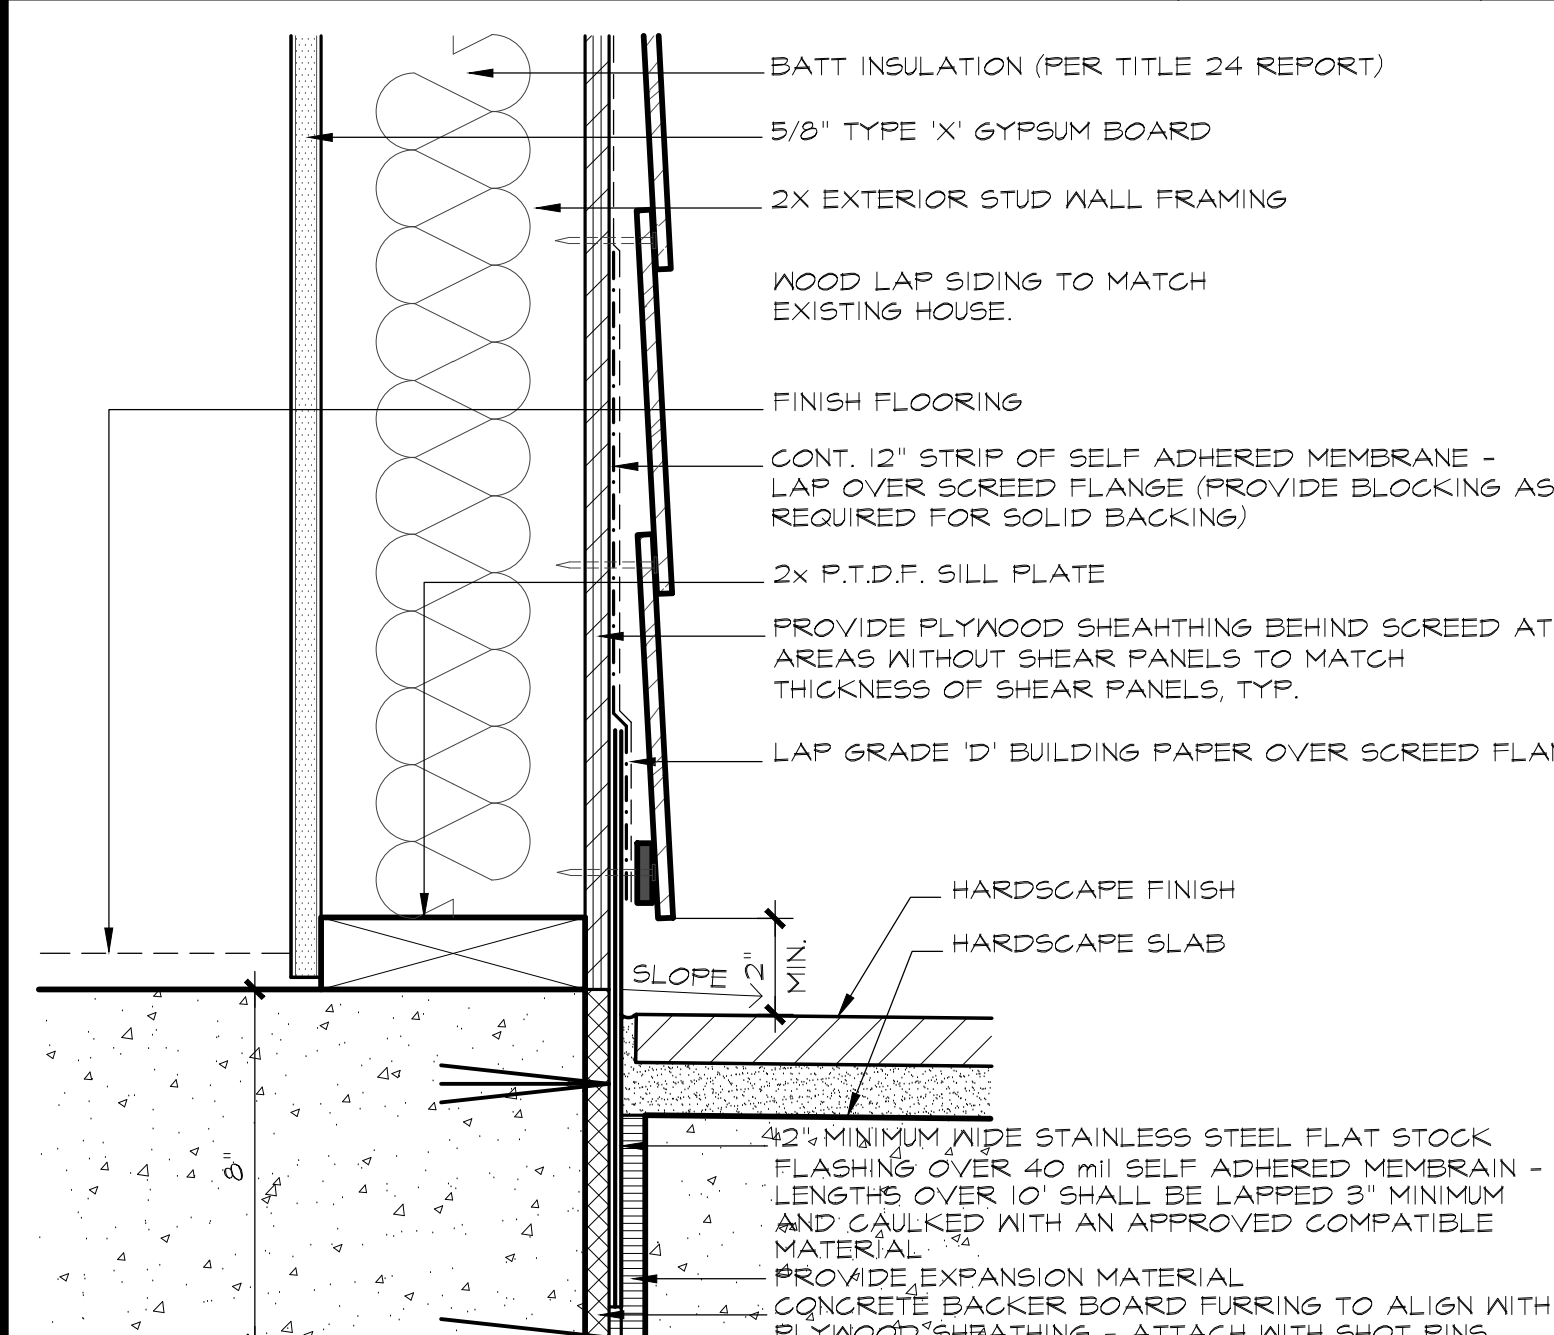 BATT INSULATION (PER TITLE 24 REPORT)
5/8" TYPE 'X' GYPSUM BOARD
2X EXTERIOR STUD WALL FRAMING
WOOD LAP SIDING TO MATCH
EXISTING HOUSE.
FINISH FLOORING
CONT. 12" STRIP OF SELF ADHERED MEMBRANE -
LAP OVER SCREED FLANGE (PROVIDE BLOCKING AS
REQUIRED FOR SOLID BACKING)
2x P.T.D.F. SILL PLATE
PROVIDE PLYWOOD SHEAHTHING BEHIND SCREED AT
AREAS WITHOUT SHEAR PANELS TO MATCH
THICKNESS OF SHEAR PANELS, TYP.
LAP GRADE 'D' BUILDING PAPER OVER SCREED
HARDSCAPE FINISH
HARDSCAPE SLAB
SLOPE
2"
MIN.
8"
12" MINIMUM WIDE STAINLESS STEEL FLAT STOCK
FLASHING OVER 40 mil SELF ADHERED MEMBRAIN -
LENGTHS OVER 10' SHALL BE LAPPED 3" MINIMUM
AND CAULKED WITH AN APPROVED COMPATIBLE
MATERIAL
PROVIDE EXPANSION MATERIAL
CONCRETE BACKER BOARD FURRING TO ALIGN WITH
PLYWOOD SHEATHING - ATTACH WITH SHOT PINS